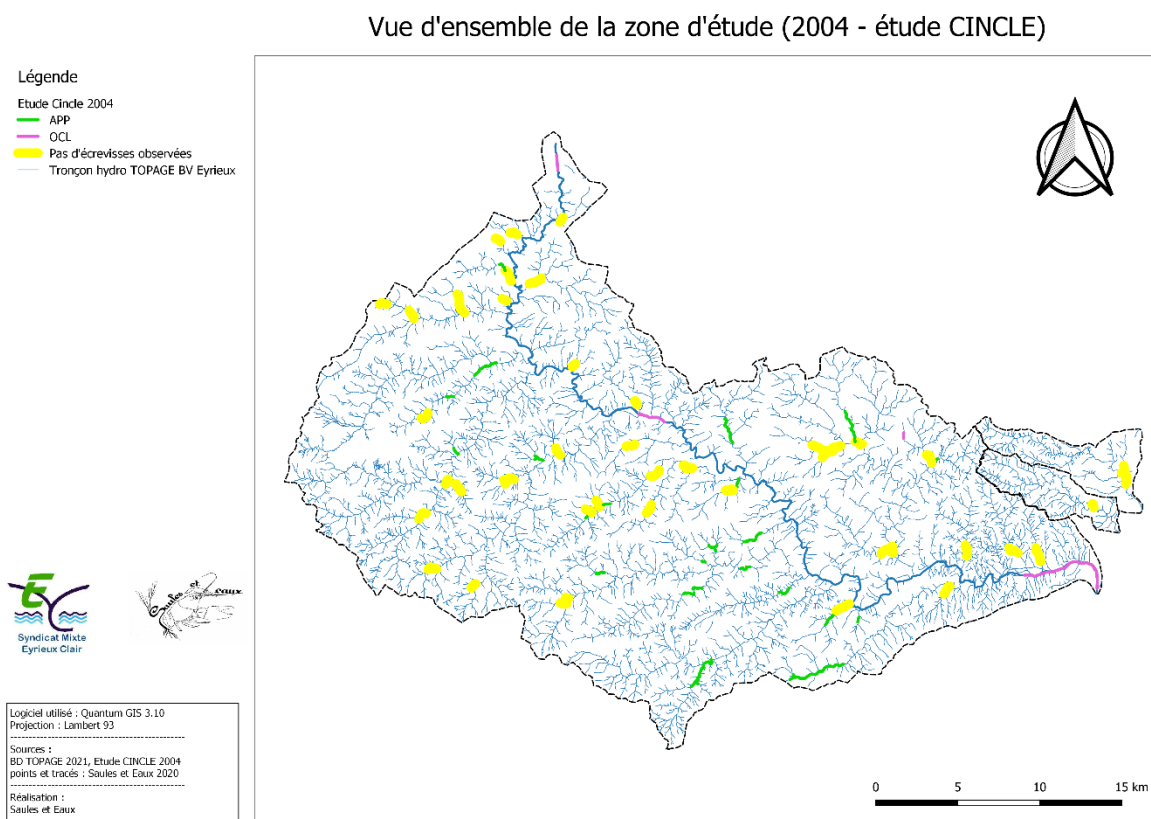 Vue d'ensemble de la zone d'étude (2004 - étude CINCLE)
Légende
Etude Cincle 2004
APP
OCL
Pas d'écrevisses observées
Tronçon hydro TOPAGE BV Eyrieux
Syndicat Mixte
Eyrieux Clair
Saules et eaux
Logiciel utilisé : Quantum GIS 3.10
Projection : Lambert 93
Sources :
BD TOPAGE 2021, Etude CINCLE 2004
points et tracés : Saules et Eaux 2020
Réalisation :
Saules et Eaux
0 5 10 15 km